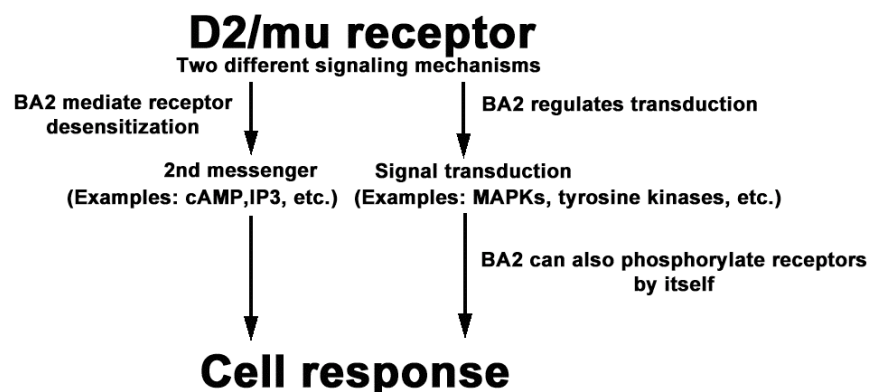 D2/mu receptor
Two different signaling mechanisms
BA2 mediate receptor
desensitization
BA2 regulates transduction
2nd messenger
(Examples: cAMP,IP3, etc.)
Signal transduction
(Examples: MAPKs, tyrosine kinases, etc.)
BA2 can also phosphorylate receptors
by itself
Cell response